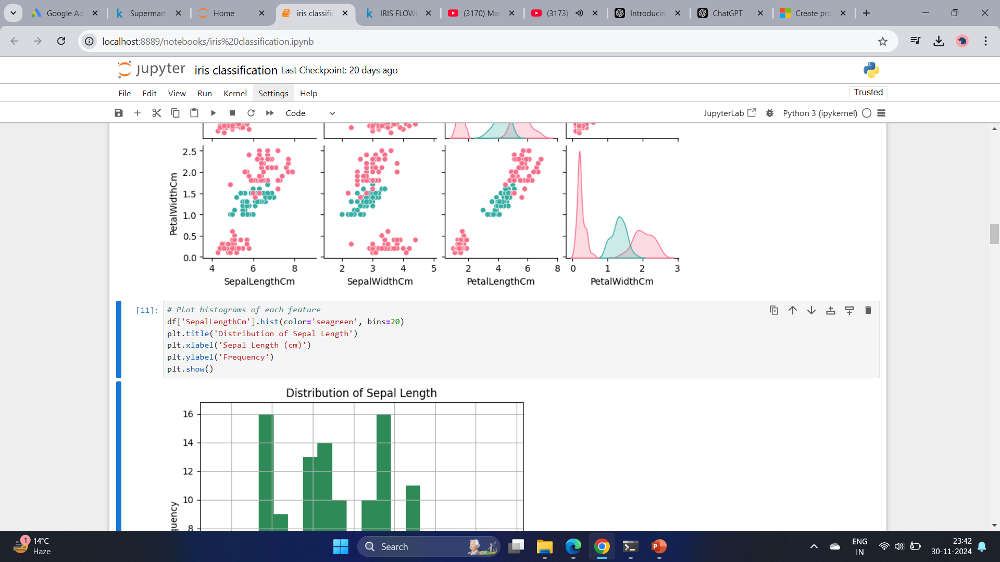 Google Ad
Supermart
Home
iris classific
IRIS FLOW
(3170) Mar
(3173)
Introducin
ChatGPT
Create pro
localhost:8889/notebooks/iris%20classification.ipynb
jupyter iris classification Last Checkpoint: 20 days ago
File Edit View Run Kernel Settings Help
Trusted
Code
JupyterLab
Python 3 (ipykernel)
PetalWidthCm
2.5
2.0
1.5
1.0
0.5
0.0
4 6 8
2 3 4 5
2 4 6 8
0 1 2 3
SepalLengthCm
SepalWidthCm
PetalLengthCm
PetalWidthCm
[11]:
# Plot histograms of each feature
df['SepalLengthCm'].hist(color='seagreen', bins=20)
plt.title('Distribution of Sepal Length')
plt.xlabel('Sepal Length (cm)')
plt.ylabel('Frequency')
plt.show()
Distribution of Sepal Length
16
14
12
10
8
quency
1
14°C
Haze
Search
P
ENG
IN
23:42
30-11-2024